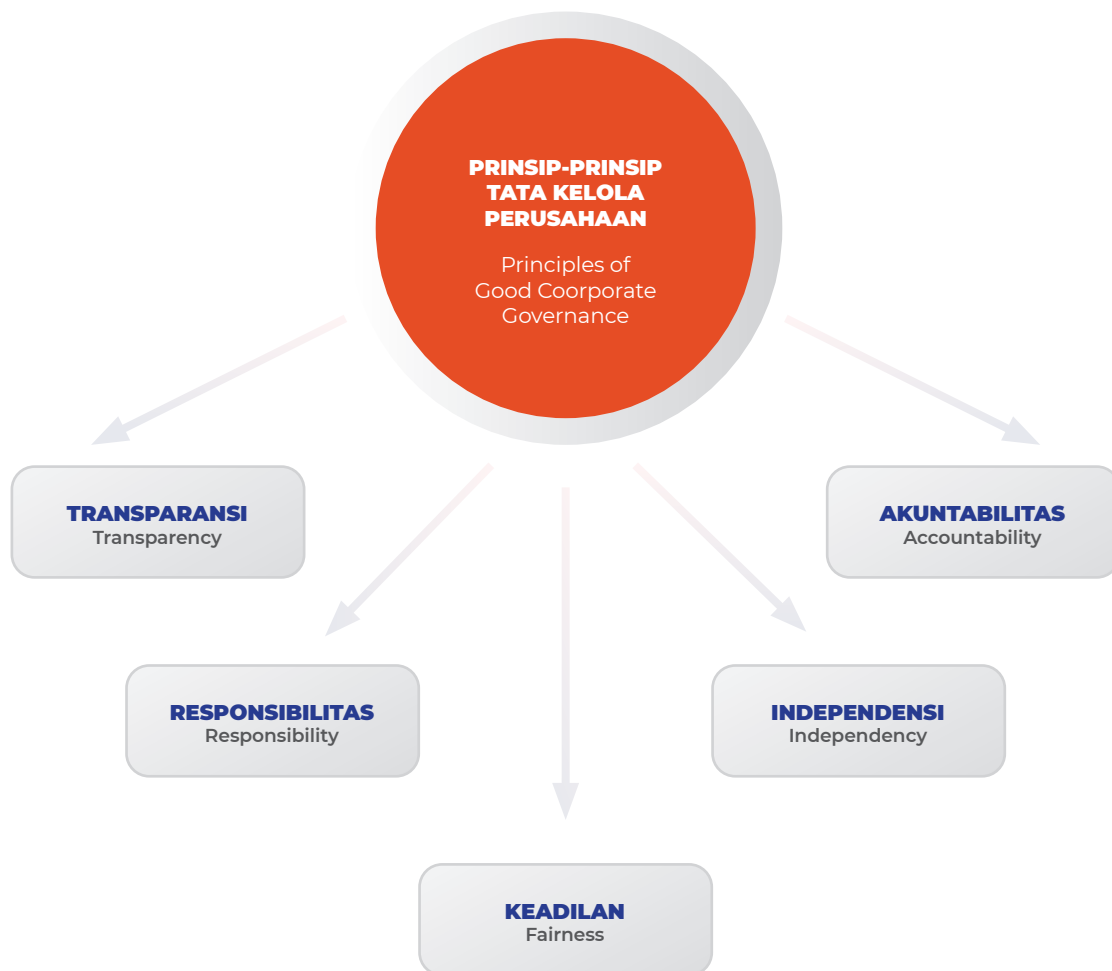 PRINSIP-PRINSIP
TATA KELOLA
PERUSAHAAN
Principles of
Good Coorporate
Governance
TRANSPARANSI
Transparency
AKUNTABILITAS
Accountability
RESPONSIBILITAS
Responsibility
INDEPENDENSI
Independency
KEADILAN
Fairness